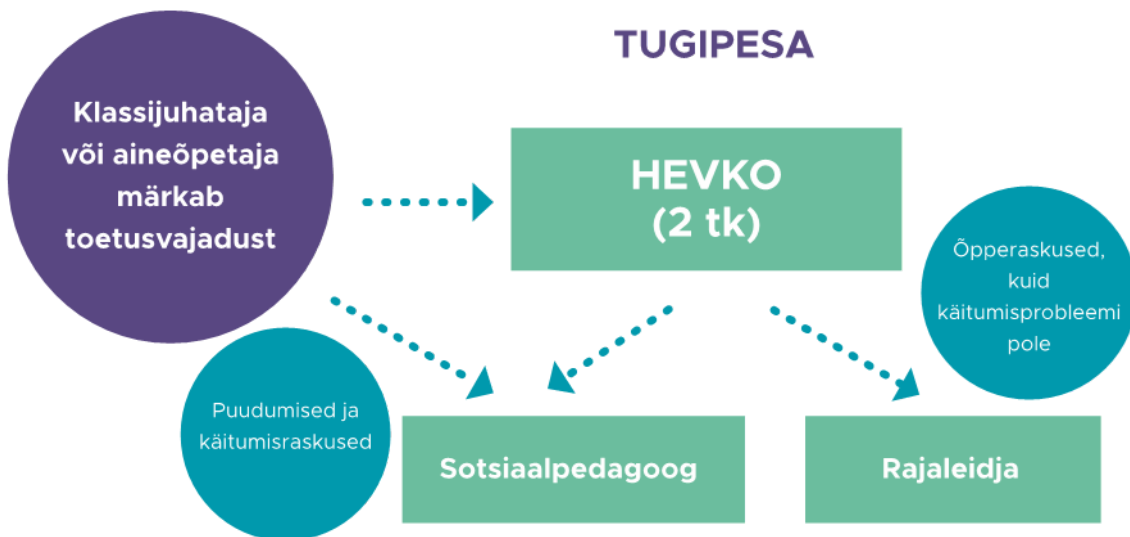 TUGIPESA
Klassijuhataja
või aineõpetaja
märkab
toetusvajadust
HEVKO
(2 tk)
Õpperaskused,
kuid
käitumisprobleemi
pole
Puudumised ja
käitumisraskused
Sotsiaalpedagoog
Rajaleidja